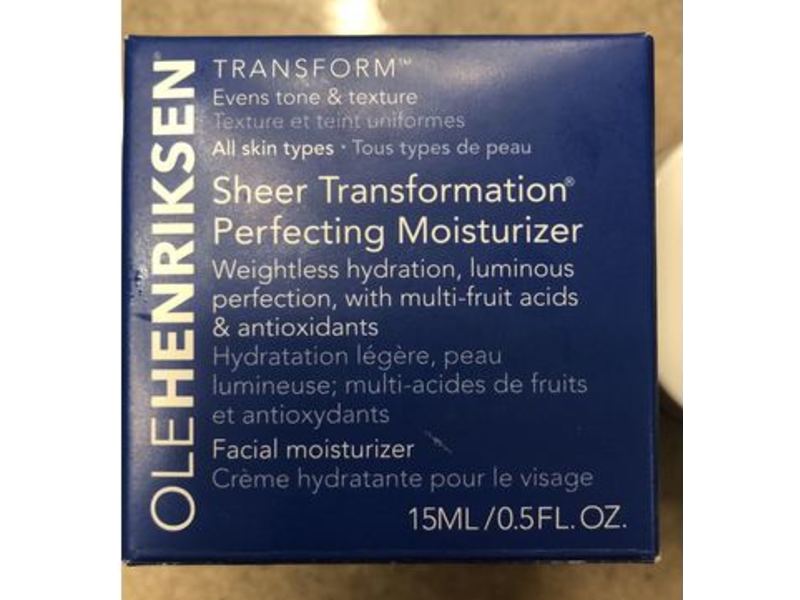 OLEHENRIKSEN®
TRANSFORM™
Evens tone & texture
Texture et teint uniformes
All skin types • Tous types de peau
Sheer Transformation®
Perfecting Moisturizer
Weightless hydration, luminous
perfection, with multi-fruit acids
& antioxidants
Hydratation légère, peau
lumineuse; multi-acides de fruits
et antioxydants
Facial moisturizer
Crème hydratante pour le visage
15ML/0.5FL. OZ.